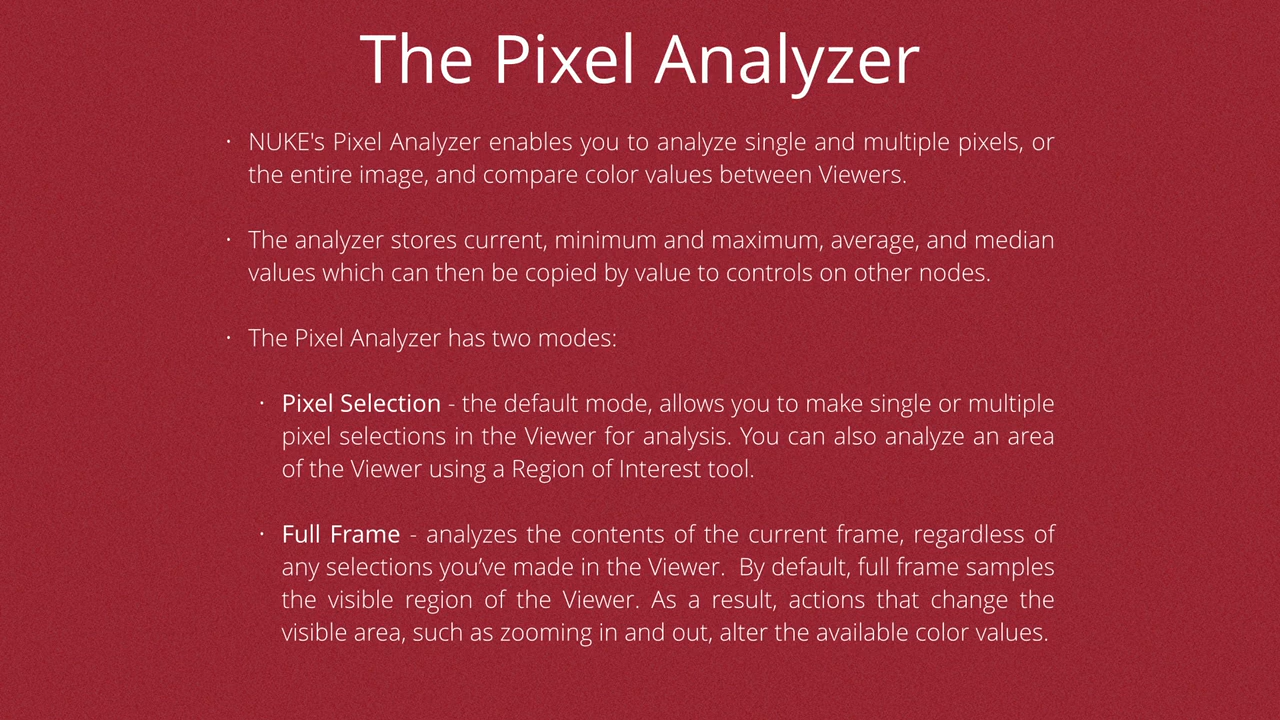 The Pixel Analyzer
· NUKE's Pixel Analyzer enables you to analyze single and multiple pixels, or
the entire image, and compare color values between Viewers.
· The analyzer stores current, minimum and maximum, average, and median
values which can then be copied by value to controls on other nodes.
· The Pixel Analyzer has two modes:
· Pixel Selection - the default mode, allows you to make single or multiple
pixel selections in the Viewer for analysis. You can also analyze an area
of the Viewer using a Region of Interest tool.
· Full Frame - analyzes the contents of the current frame, regardless of
any selections you’ve made in the Viewer.  By default, full frame samples
the visible region of the Viewer. As a result, actions that change the
visible area, such as zooming in and out, alter the available color values.